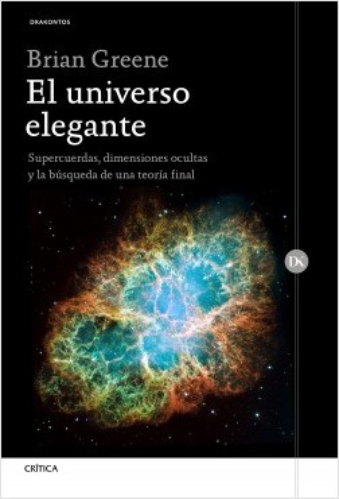 DRAKONTOS
Brian Greene
El universo
elegante
Supercuerdas, dimensiones ocultas
y la búsqueda de una teoría final
DK
CRÍTICA